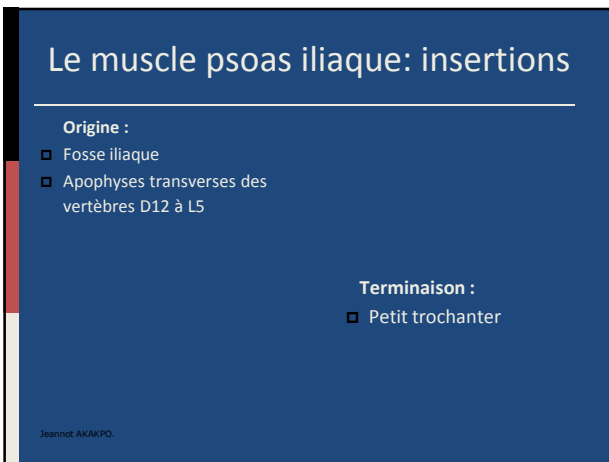 Le muscle psoas iliaque: insertions
Origine :
Fosse iliaque
Apophyses transverses des
vertèbres D12 à L5
Terminaison :
Petit trochanter
Jeannot AKAKPO.